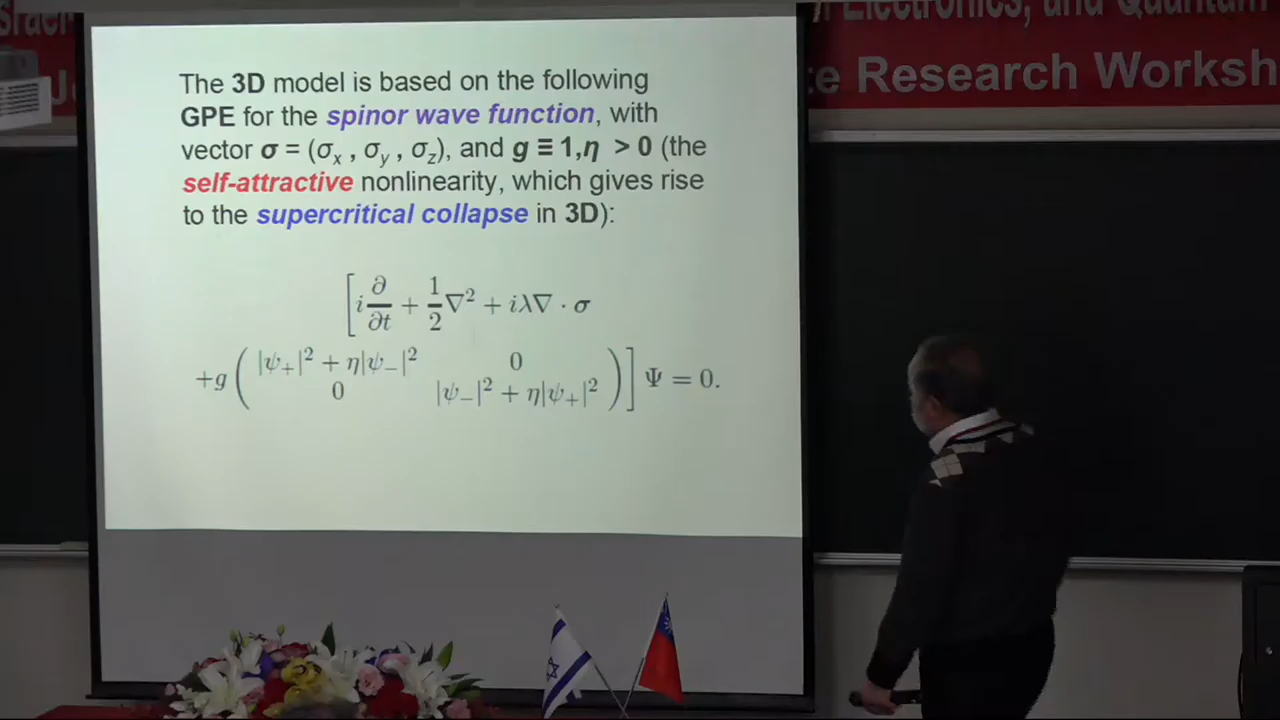 Electronics, and Quantum
Research Worksh
The 3D model is based on the following
GPE for the spinor wave function, with
vector σ = (σx , σy , σz), and g ≡ 1,η > 0 (the
self-attractive nonlinearity, which gives rise
to the supercritical collapse in 3D):
[i ∂/∂t + 1/2 ∇² + iλ∇ · σ
+g ( |ψ₊|² + η|ψ₋|² 0
0 |ψ₋|² + η|ψ₊|² ) ] Ψ = 0.